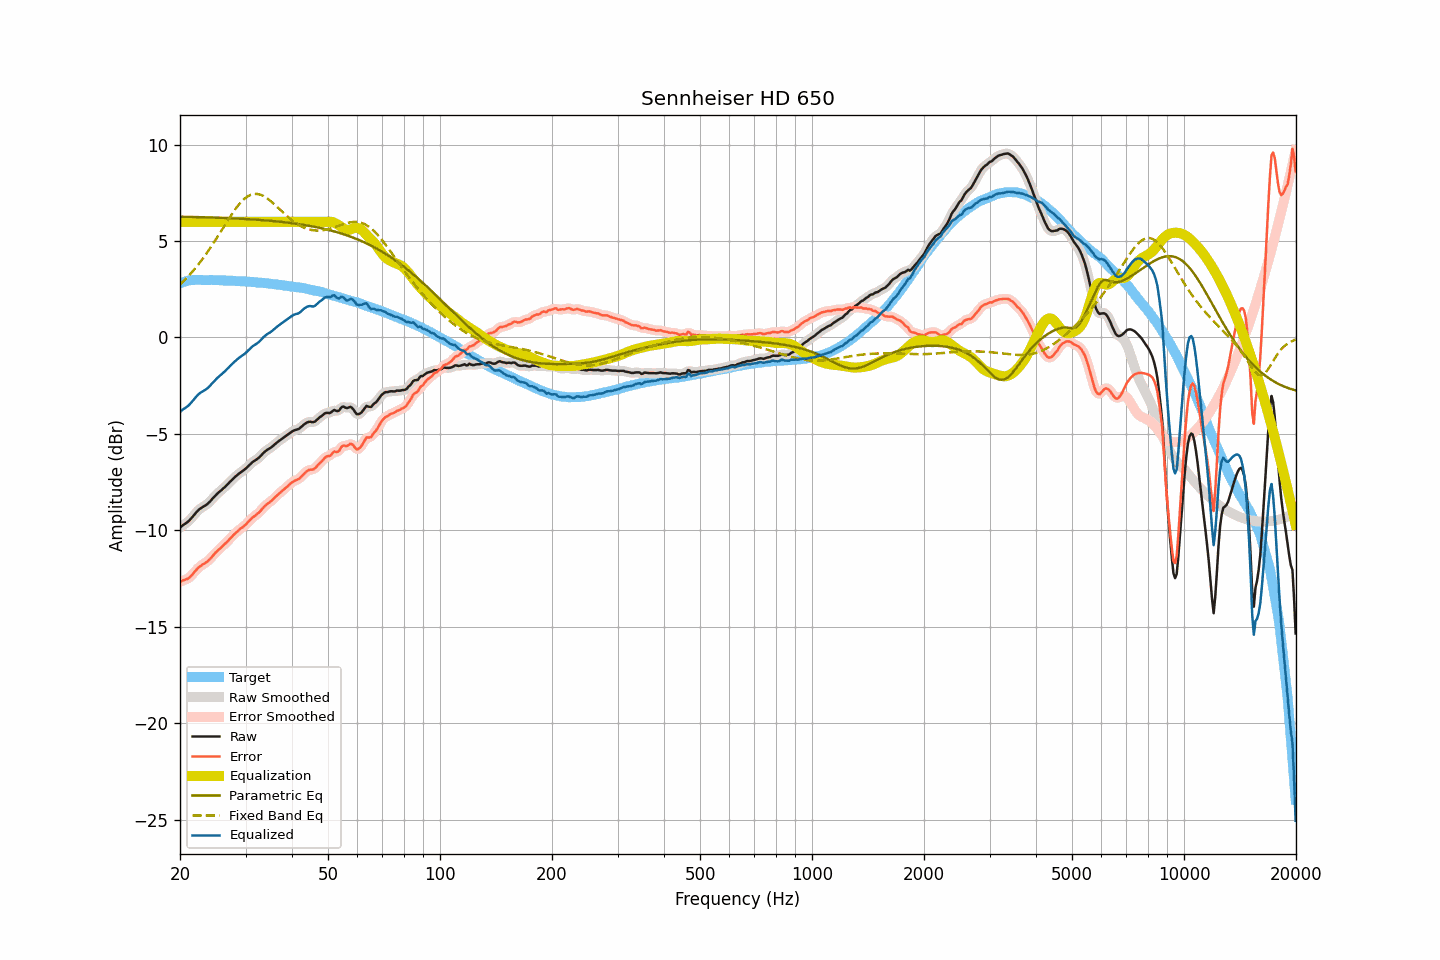 Sennheiser HD 650
10
5
0
−5
−10
−15
−20
−25
Amplitude (dBr)
Target
Raw Smoothed
Error Smoothed
Raw
Error
Equalization
Parametric Eq
Fixed Band Eq
Equalized
20 50 100 200 500 1000 2000 5000 10000 20000
Frequency (Hz)